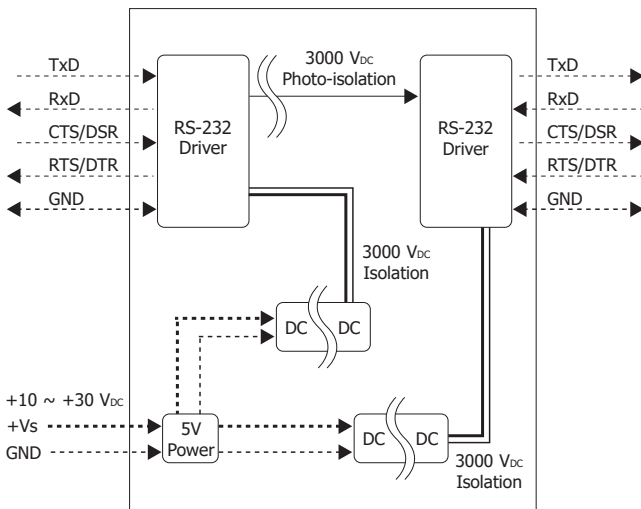 TxD
RxD
CTS/DSR
RTS/DTR
GND
RS-232
Driver
3000 VDC
Photo-isolation
RS-232
Driver
TxD
RxD
CTS/DSR
RTS/DTR
GND
3000 VDC
Isolation
DC DC
+10 ~ +30 VDC
+Vs
GND
5V
Power
DC DC
3000 VDC
Isolation